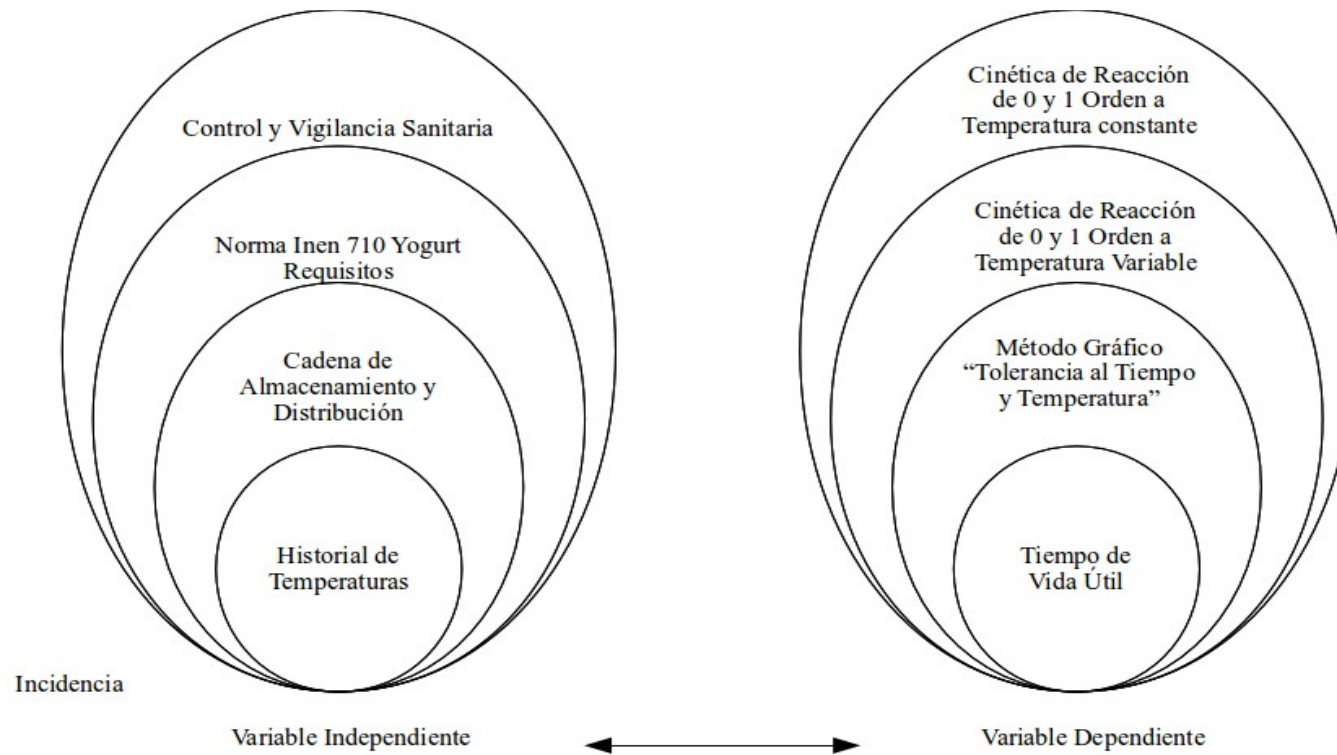 Control y Vigilancia Sanitaria
Norma Inen 710 Yogurt
Requisitos
Cadena de
Almacenamiento y
Distribución
Historial de
Temperaturas
Cinética de Reacción
de 0 y 1 Orden a
Temperatura constante
Cinética de Reacción
de 0 y 1 Orden a
Temperatura Variable
Método Gráfico
“Tolerancia al Tiempo
y Temperatura”
Tiempo de
Vida Útil
Incidencia
Variable Independiente
Variable Dependiente